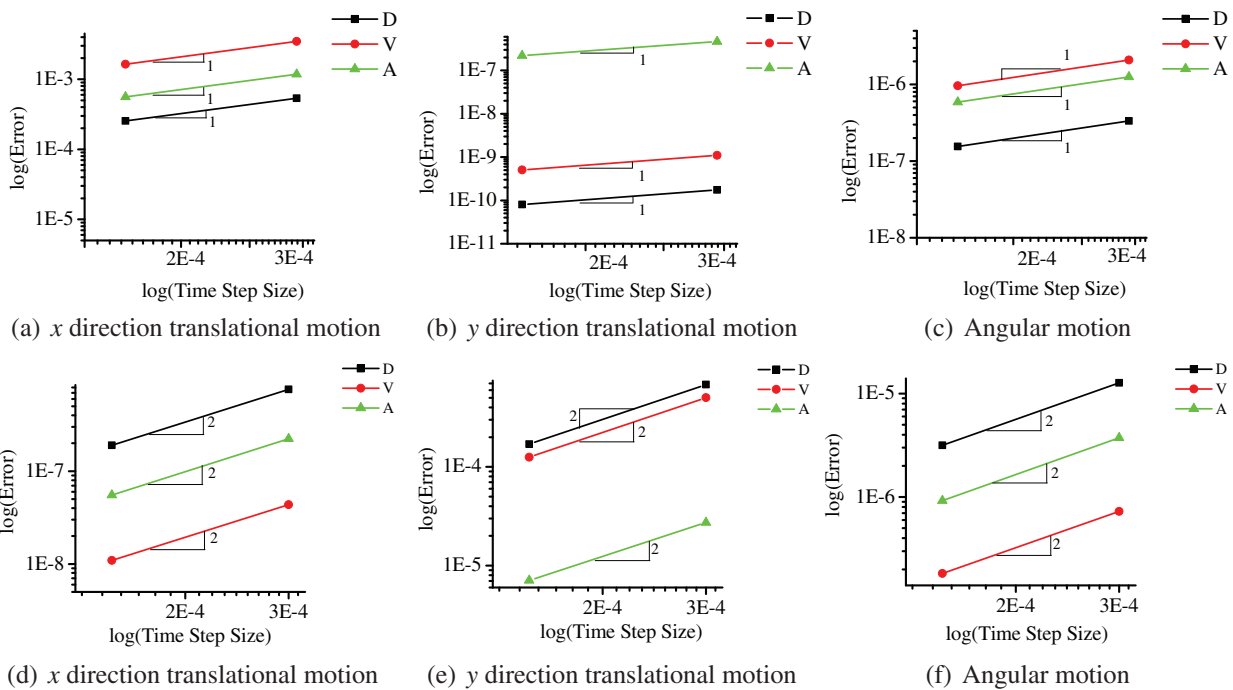 D
V
A
1E-3
1E-4
1E-5
log(Error)
1
1
1
2E-4 3E-4
log(Time Step Size)
(a) x direction translational motion
D
V
A
1E-7
1E-8
1E-9
1E-10
1E-11
log(Error)
1
1
1
2E-4 3E-4
log(Time Step Size)
(b) y direction translational motion
D
V
A
1E-6
1E-7
1E-8
log(Error)
1
1
1
2E-4 3E-4
log(Time Step Size)
(c) Angular motion
D
V
A
1E-7
1E-8
log(Error)
2
2
2
2E-4 3E-4
log(Time Step Size)
(d) x direction translational motion
D
V
A
1E-4
1E-5
log(Error)
2
2
2
2E-4 3E-4
log(Time Step Size)
(e) y direction translational motion
D
V
A
1E-5
1E-6
log(Error)
2
2
2
2E-4 3E-4
log(Time Step Size)
(f) Angular motion